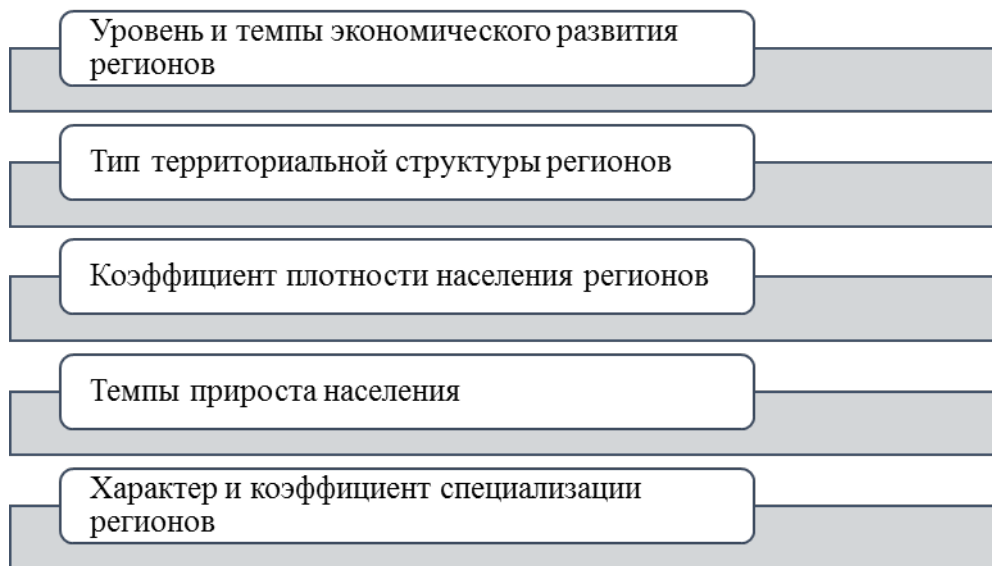 Уровень и темпы экономического развития
регионов
Тип территориальной структуры регионов
Коэффициент плотности населения регионов
Темпы прироста населения
Характер и коэффициент специализации
регионов